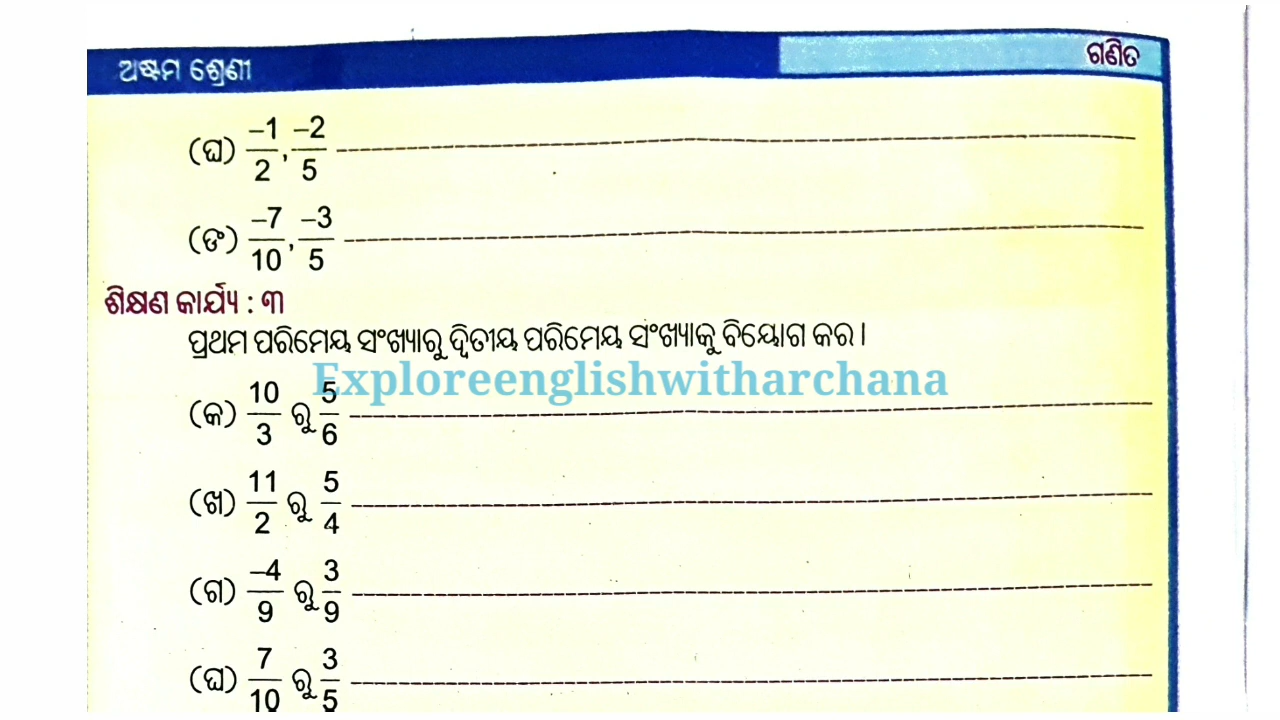 ଅଷ୍ଟମ ଶ୍ରେଣୀ ଗଣିତ
(ଘ) –1/2, –2/5
(ଙ) –7/10, –3/5
ଶିକ୍ଷଣ କାର୍ଯ୍ୟ : ୩
ପ୍ରଥମ ପରିମେୟ ସଂଖ୍ୟାରୁ ଦ୍ୱିତୀୟ ପରିମେୟ ସଂଖ୍ୟାକୁ ବିୟୋଗ କର ।
Exploreenglishwitharchana
(କ) 10/3 ରୁ 5/6
(ଖ) 11/2 ରୁ 5/4
(ଗ) –4/9 ରୁ 3/9
(ଘ) 7/10 ରୁ 3/5